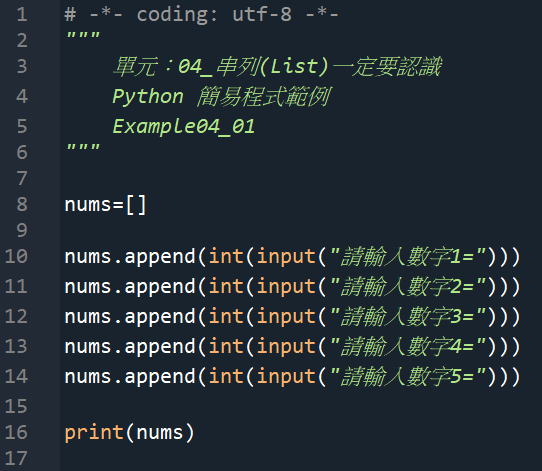 1 # -*- coding: utf-8 -*-
2 """
3     單元：04_串列(List)一定要認識
4     Python 簡易程式範例
5     Example04_01
6 """
7
8 nums=[]
9
10 nums.append(int(input("請輸入數字1=")))
11 nums.append(int(input("請輸入數字2=")))
12 nums.append(int(input("請輸入數字3=")))
13 nums.append(int(input("請輸入數字4=")))
14 nums.append(int(input("請輸入數字5=")))
15
16 print(nums)
17